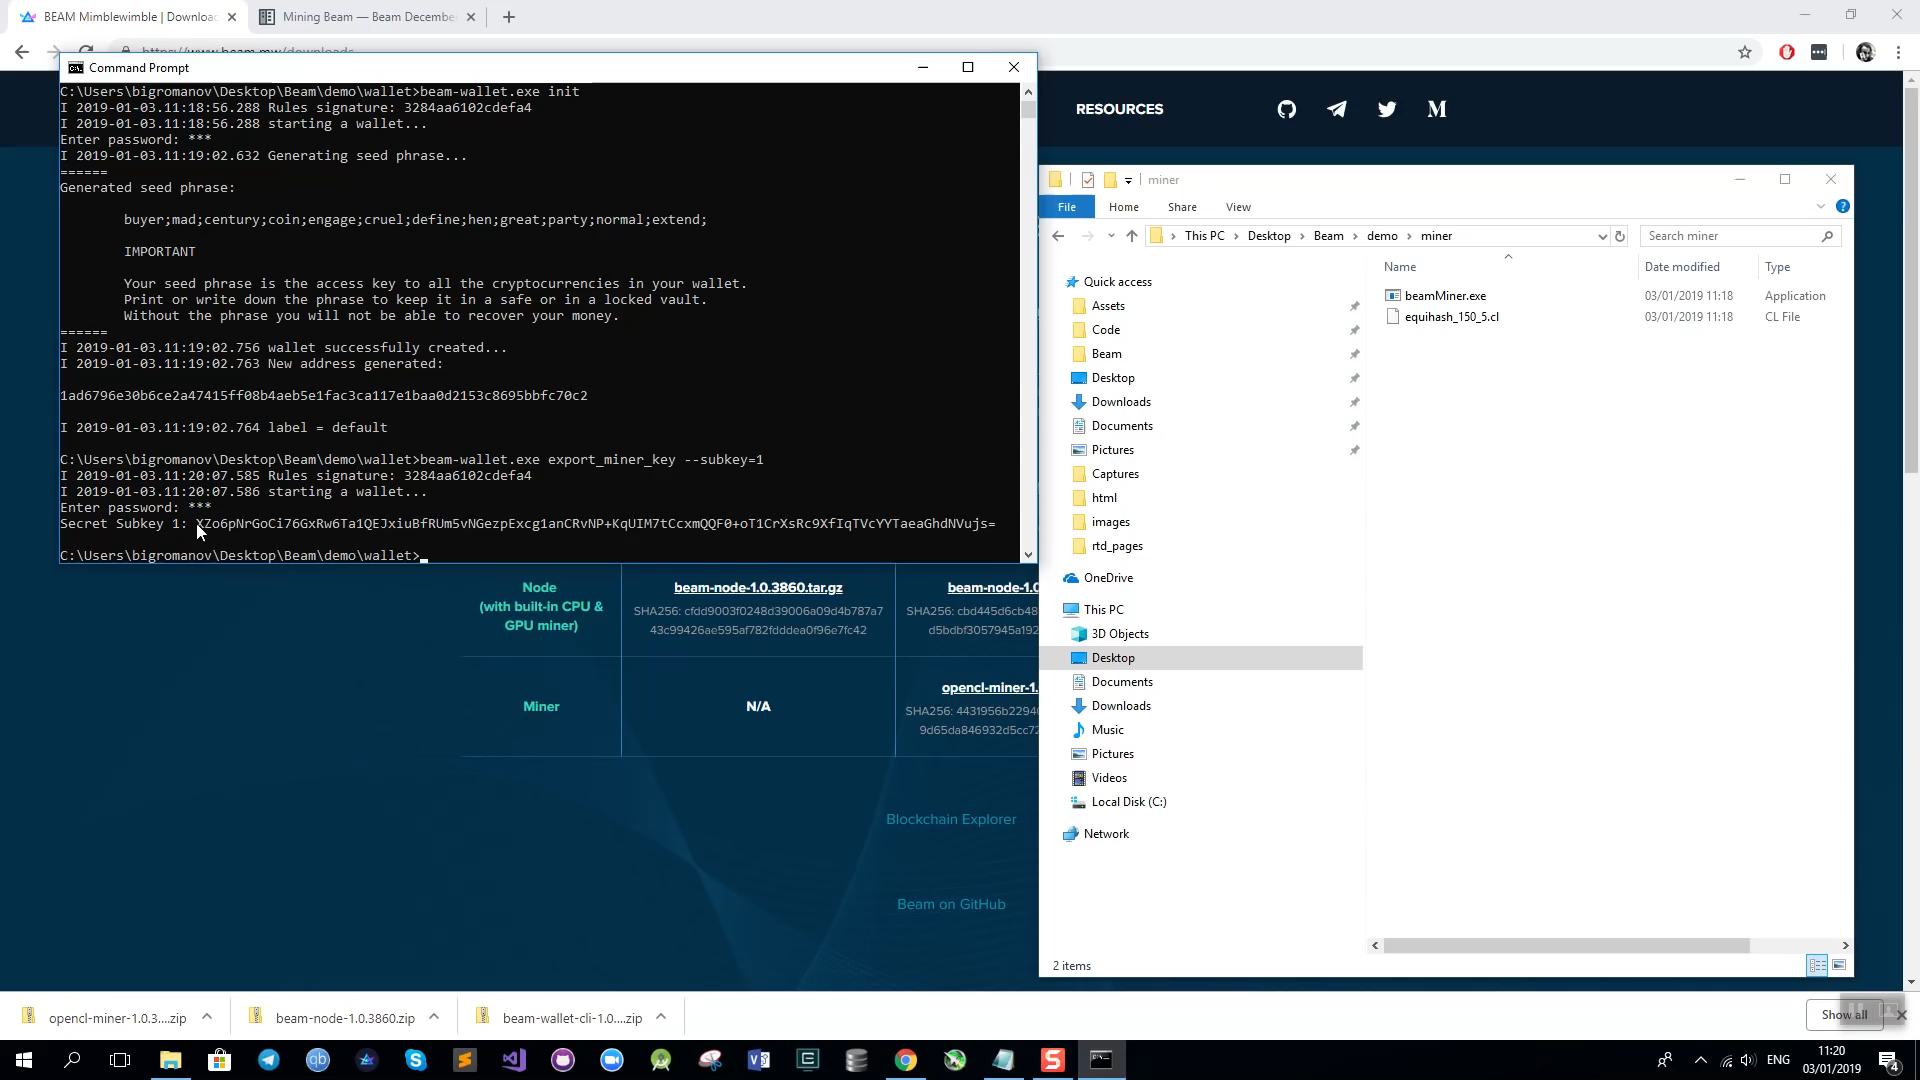 BEAM Mimblewimble | Downloa
Mining Beam — Beam Decembe
Command Prompt
C:\Users\bigromanov\Desktop\Beam\demo\wallet>beam-wallet.exe init
I 2019-01-03.11:18:56.288 Rules signature: 3284aa6102cdefa4
I 2019-01-03.11:18:56.288 starting a wallet...
Enter password: ***
I 2019-01-03.11:19:02.632 Generating seed phrase...
======
Generated seed phrase:
buyer;mad;century;coin;engage;cruel;define;hen;great;party;normal;extend;
IMPORTANT
Your seed phrase is the access key to all the cryptocurrencies in your wallet.
Print or write down the phrase to keep it in a safe or in a locked vault.
Without the phrase you will not be able to recover your money.
======
I 2019-01-03.11:19:02.756 wallet successfully created...
I 2019-01-03.11:19:02.763 New address generated:
1ad6796e30b6ce2a47415ff08b4aeb5e1fac3ca117e1baa0d2153c8695bbfc70c2
I 2019-01-03.11:19:02.764 label = default
C:\Users\bigromanov\Desktop\Beam\demo\wallet>beam-wallet.exe export_miner_key --subkey=1
I 2019-01-03.11:20:07.585 Rules signature: 3284aa6102cdefa4
I 2019-01-03.11:20:07.586 starting a wallet...
Enter password: ***
Secret Subkey 1: XZo6pNrGoCi76GxRw6Ta1QEJxiuBfRUm5vNGezpExcg1anCRvNP+KqUIM7tCcxmQQF0+oT1CrXsRc9XfIqTVcYYTaeaGhdNVujs=
C:\Users\bigromanov\Desktop\Beam\demo\wallet>
RESOURCES
miner
File Home Share View
This PC Desktop Beam demo miner
Search miner
Name Date modified Type
beamMiner.exe 03/01/2019 11:18 Application
equihash_150_5.cl 03/01/2019 11:18 CL File
Quick access
Assets
Code
Beam
Desktop
Downloads
Documents
Pictures
Captures
html
images
rtd_pages
OneDrive
This PC
3D Objects
Desktop
Documents
Downloads
Music
Pictures
Videos
Local Disk (C:)
Network
2 items
Node
(with built-in CPU &
GPU miner)
beam-node-1.0.3860.tar.gz
SHA256: cfdd9003f0248d39006a09d4b787a7
43c99426ae595af782fdddea0f96e7fc42
beam-node-1.0
SHA256: cbd445d6cb48
d5bdbf3057945a192
Miner
N/A
opencl-miner-1.
SHA256: 4431956b2294
9d65da846932d5cc72
Blockchain Explorer
Beam on GitHub
opencl-miner-1.0.3....zip
beam-node-1.0.3860.zip
beam-wallet-cli-1.0....zip
Show all
ENG
11:20
03/01/2019
4